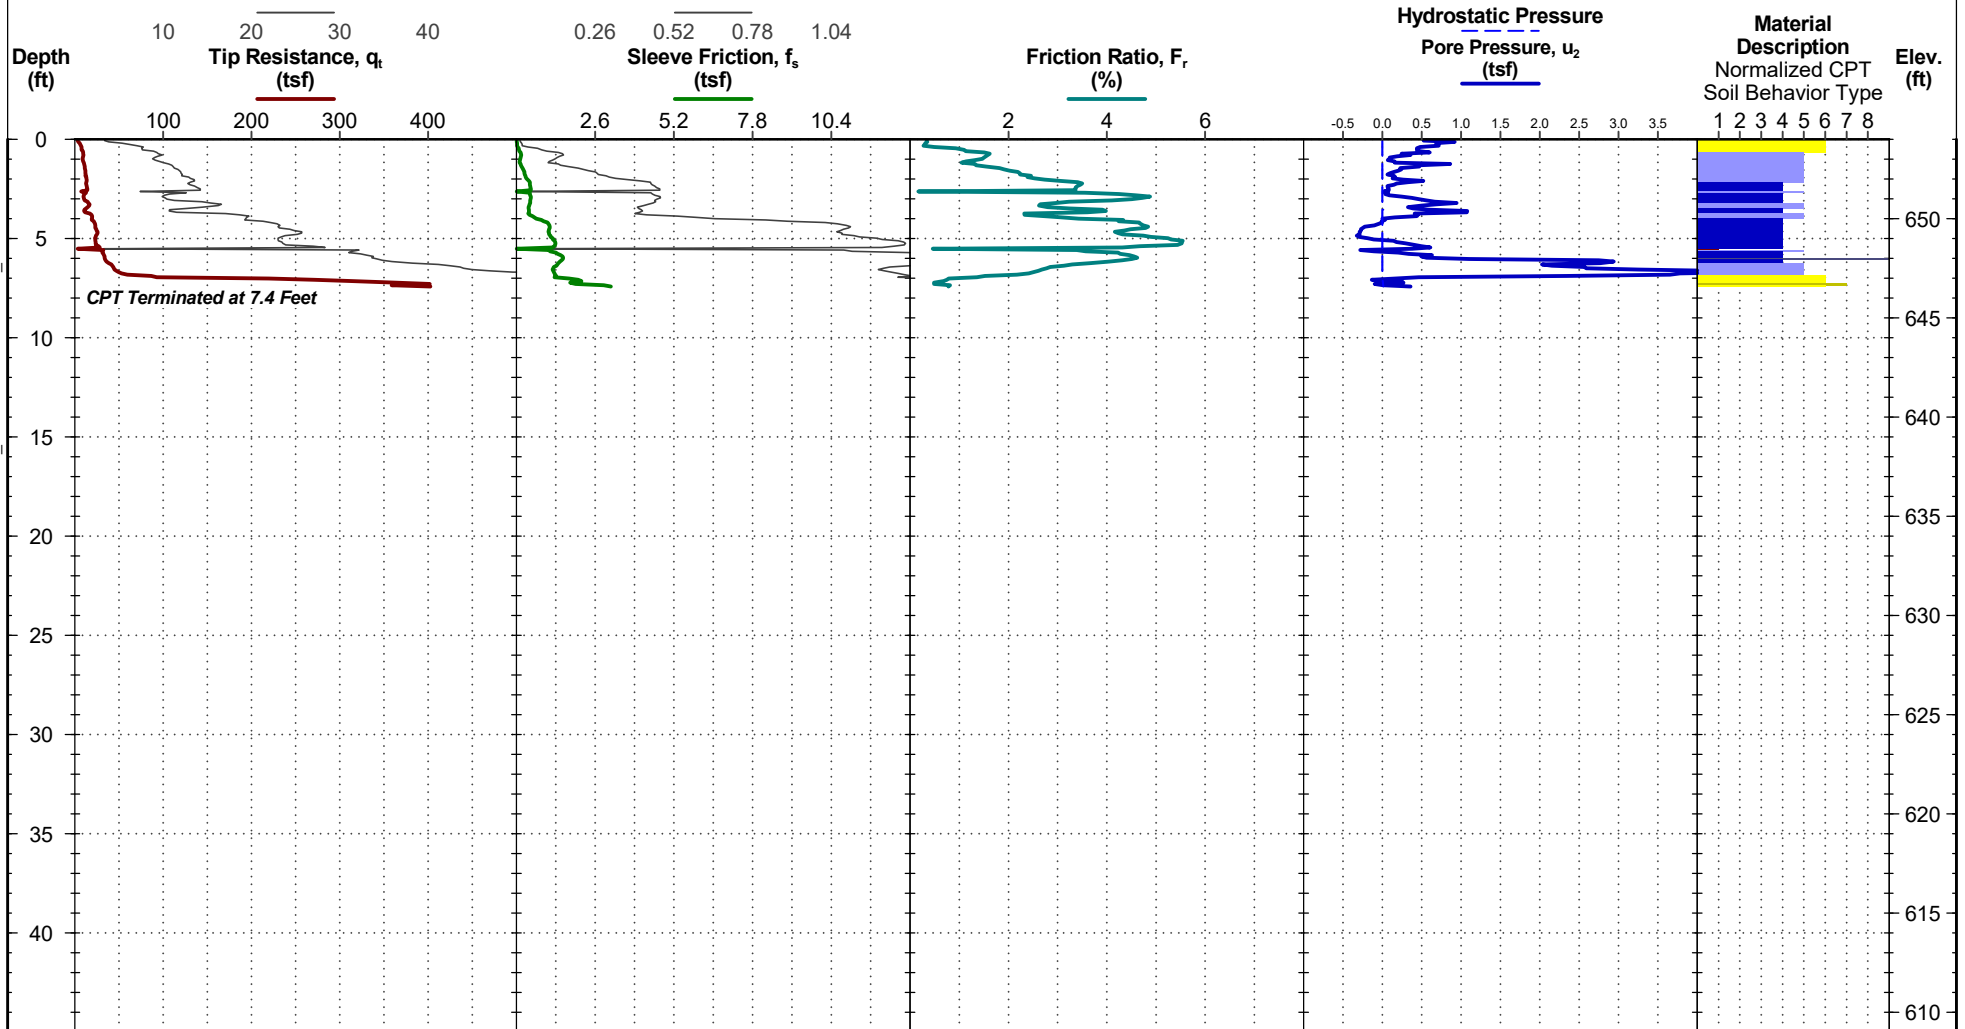 10 20 30 40
0.26 0.52 0.78 1.04
Hydrostatic Pressure
Depth
(ft)
Tip Resistance, qt
(tsf)
Sleeve Friction, fs
(tsf)
Friction Ratio, Fr
(%)
Pore Pressure, u2
(tsf)
Material
Description
Normalized CPT
Soil Behavior Type
Elev.
(ft)
100 200 300 400
2.6 5.2 7.8 10.4
2 4 6
-0.5 0.0 0.5 1.0 1.5 2.0 2.5 3.0 3.5
1 2 3 4 5 6 7 8
0
5
10
15
20
25
30
35
40
CPT Terminated at 7.4 Feet
650
645
640
635
630
625
620
615
610